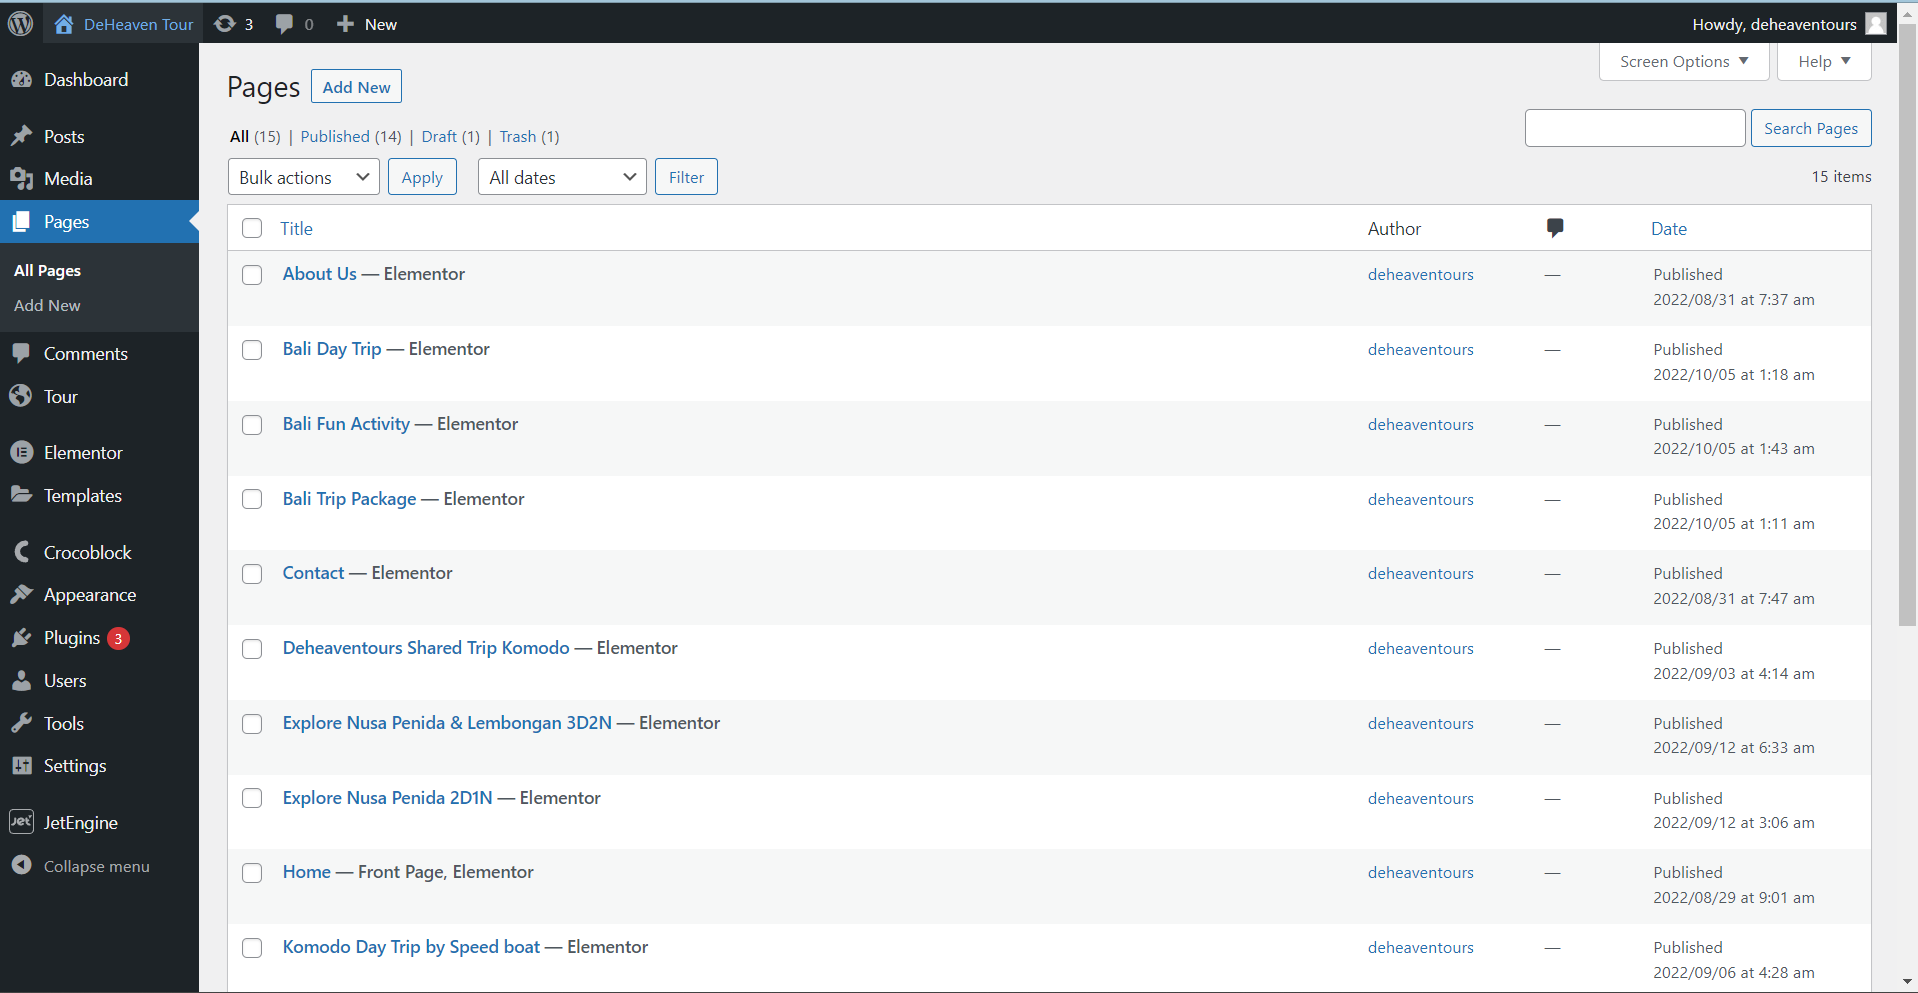 DeHeaven Tour 3 0 New Howdy, deheaventours
Dashboard
Posts
Media
Pages
All Pages
Add New
Comments
Tour
Elementor
Templates
Crocoblock
Appearance
Plugins 3
Users
Tools
Settings
JetEngine
Collapse menu
Screen Options Help
Pages Add New
All (15) | Published (14) | Draft (1) | Trash (1)
Search Pages
Bulk actions Apply All dates Filter
15 items
Title Author Date
About Us — Elementor deheaventours — Published
2022/08/31 at 7:37 am
Bali Day Trip — Elementor deheaventours — Published
2022/10/05 at 1:18 am
Bali Fun Activity — Elementor deheaventours — Published
2022/10/05 at 1:43 am
Bali Trip Package — Elementor deheaventours — Published
2022/10/05 at 1:11 am
Contact — Elementor deheaventours — Published
2022/08/31 at 7:47 am
Deheaventours Shared Trip Komodo — Elementor deheaventours — Published
2022/09/03 at 4:14 am
Explore Nusa Penida & Lembongan 3D2N — Elementor deheaventours — Published
2022/09/12 at 6:33 am
Explore Nusa Penida 2D1N — Elementor deheaventours — Published
2022/09/12 at 3:06 am
Home — Front Page, Elementor deheaventours — Published
2022/08/29 at 9:01 am
Komodo Day Trip by Speed boat — Elementor deheaventours — Published
2022/09/06 at 4:28 am